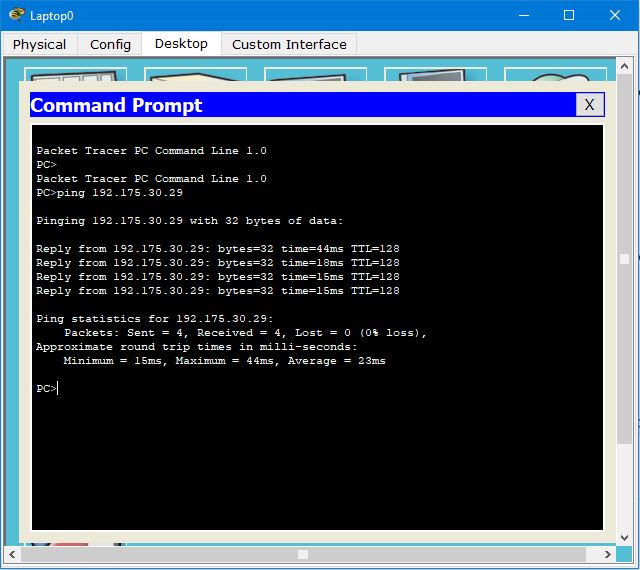 Laptop0
Physical Config Desktop Custom Interface
Command Prompt X
Packet Tracer PC Command Line 1.0
PC>
Packet Tracer PC Command Line 1.0
PC>ping 192.175.30.29
Pinging 192.175.30.29 with 32 bytes of data:
Reply from 192.175.30.29: bytes=32 time=44ms TTL=128
Reply from 192.175.30.29: bytes=32 time=18ms TTL=128
Reply from 192.175.30.29: bytes=32 time=15ms TTL=128
Reply from 192.175.30.29: bytes=32 time=15ms TTL=128
Ping statistics for 192.175.30.29:
    Packets: Sent = 4, Received = 4, Lost = 0 (0% loss),
Approximate round trip times in milli-seconds:
    Minimum = 15ms, Maximum = 44ms, Average = 23ms
PC>